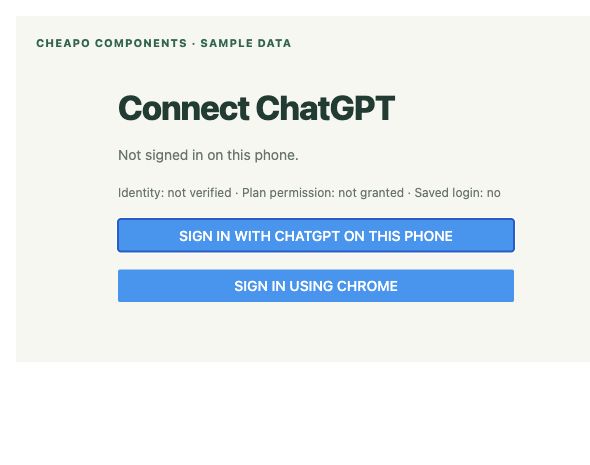 CHEAPO COMPONENTS · SAMPLE DATA
Connect ChatGPT
Not signed in on this phone.
Identity: not verified · Plan permission: not granted · Saved login: no
SIGN IN WITH CHATGPT ON THIS PHONE
SIGN IN USING CHROME